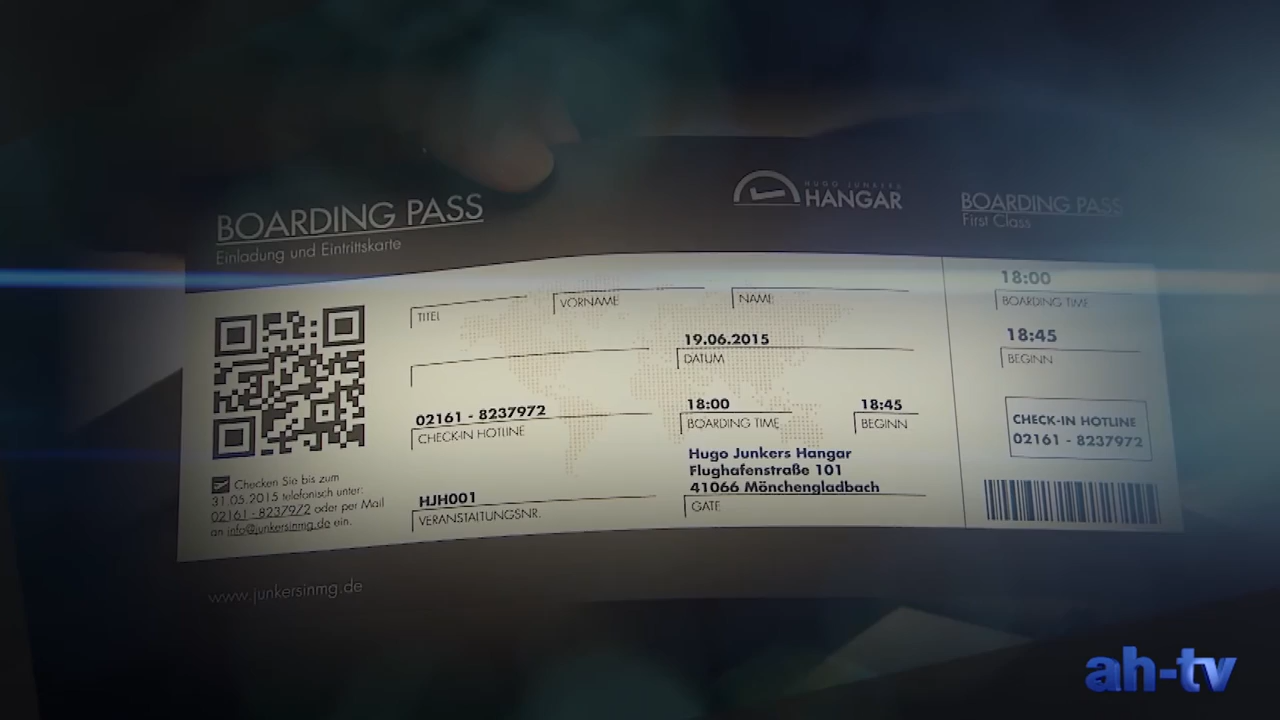 BOARDING PASS
Einladung und Eintrittskarte
HUGO JUNKERS
HANGAR
BOARDING PASS
First Class
TITEL
VORNAME
NAME
19.06.2015
DATUM
02161 - 8237972
CHECK-IN HOTLINE
18:00
BOARDING TIME
18:45
BEGINN
Hugo Junkers Hangar
Flughafenstraße 101
41066 Mönchengladbach
GATE
HJH001
VERANSTALTUNGSNR.
Checken Sie bis zum
31.05.2015 telefonisch unter:
02161 - 8237972 oder per Mail
an info@junkersinmg.de ein.
18:00
BOARDING TIME
18:45
BEGINN
CHECK-IN HOTLINE
02161 - 8237972
www.junkersinmg.de
ah-tv